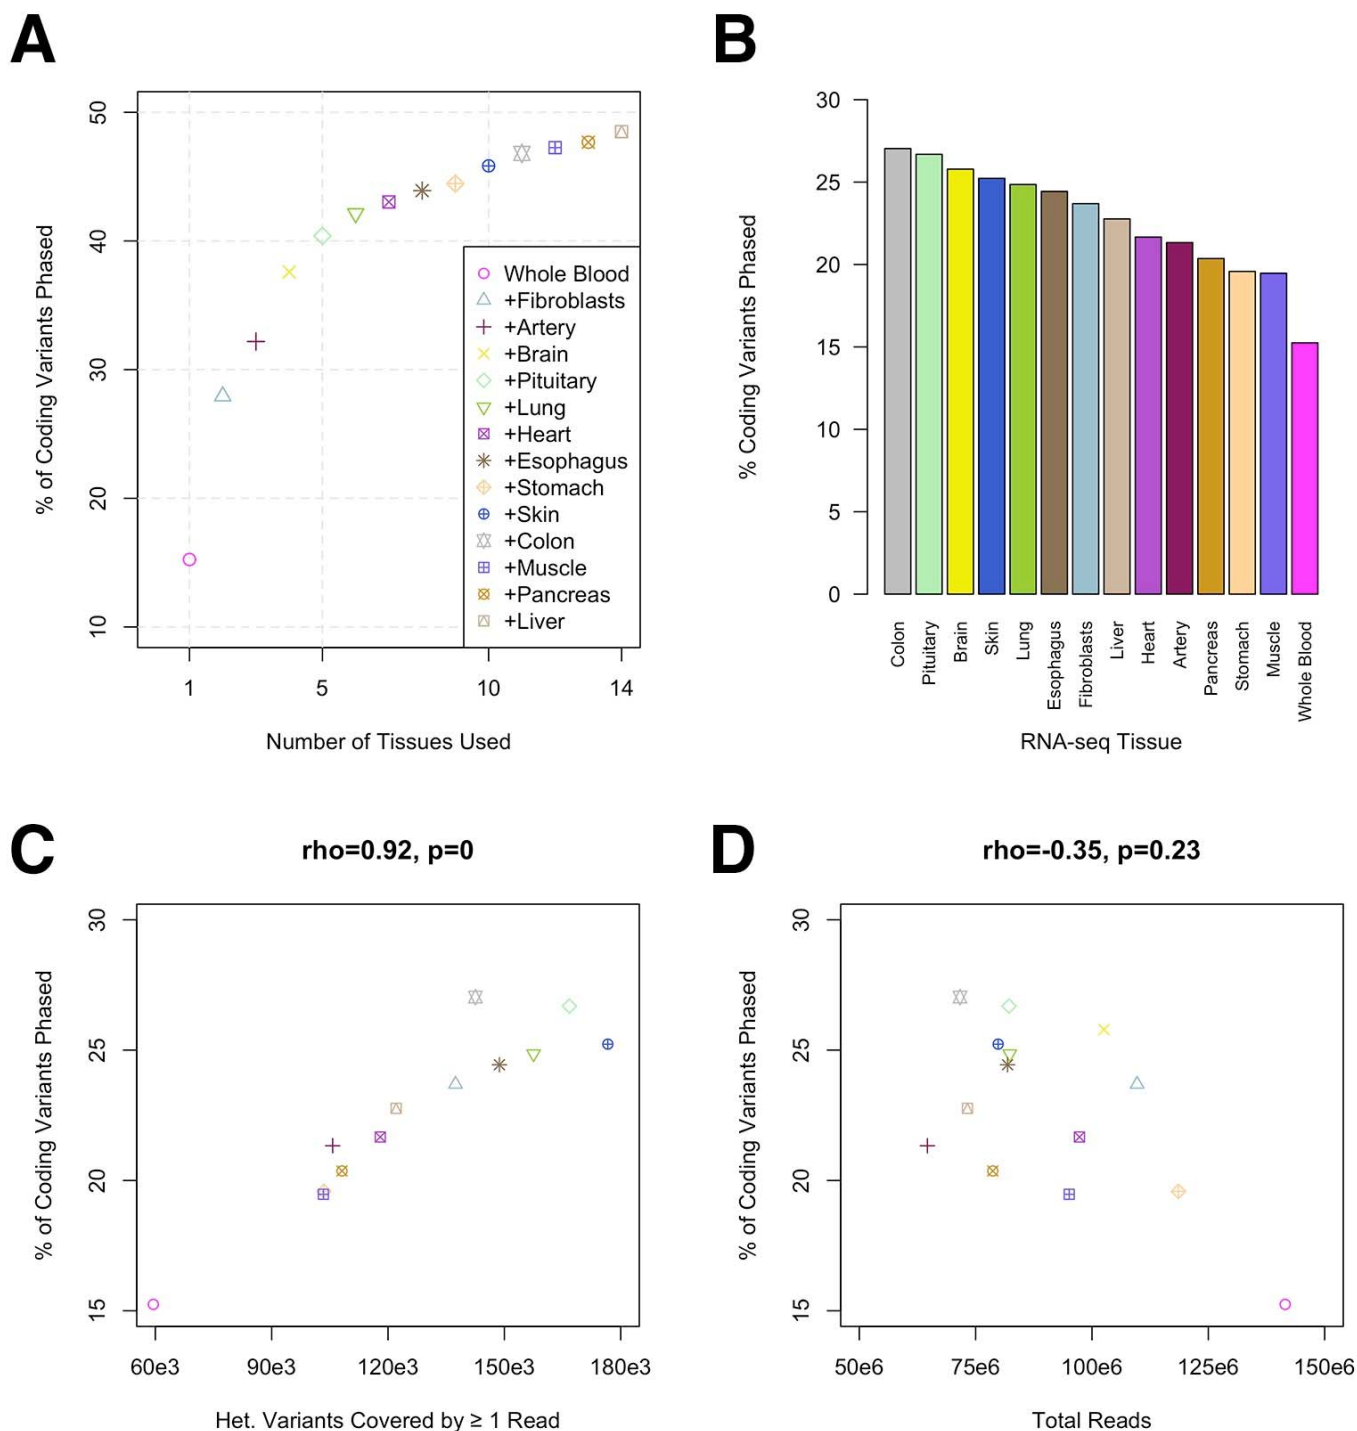 A
% of Coding Variants Phased
50
40
30
20
10
1
5
10
14
Number of Tissues Used
Whole Blood
+Fibroblasts
+Artery
+Brain
+Pituitary
+Lung
+Heart
+Esophagus
+Stomach
+Skin
+Colon
+Muscle
+Pancreas
+Liver
B
% Coding Variants Phased
30
25
20
15
10
5
0
Colon
Pituitary
Brain
Skin
Lung
Esophagus
Fibroblasts
Liver
Heart
Artery
Pancreas
Stomach
Muscle
Whole Blood
RNA-seq Tissue
C
rho=0.92, p=0
% of Coding Variants Phased
30
25
20
15
60e3
90e3
120e3
150e3
180e3
Het. Variants Covered by ≥ 1 Read
D
rho=-0.35, p=0.23
% of Coding Variants Phased
30
25
20
15
50e6
75e6
100e6
125e6
150e6
Total Reads